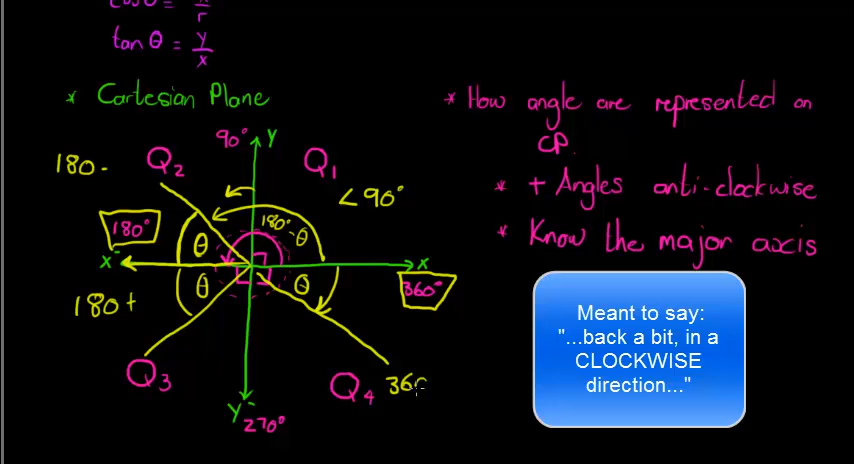 cos θ = x/r
tan θ = y/x
* Cartesian Plane
90° Y
180 -
Q2
Q1
∠90°
180°
θ
180°-θ
X-
X
θ
θ
360°
180+
Q3
Q4
360
Y-
270°
* How angle are represented on
CP.
* + Angles anti-clockwise
* Know the major axis
Meant to say:
"...back a bit, in a
CLOCKWISE
direction..."